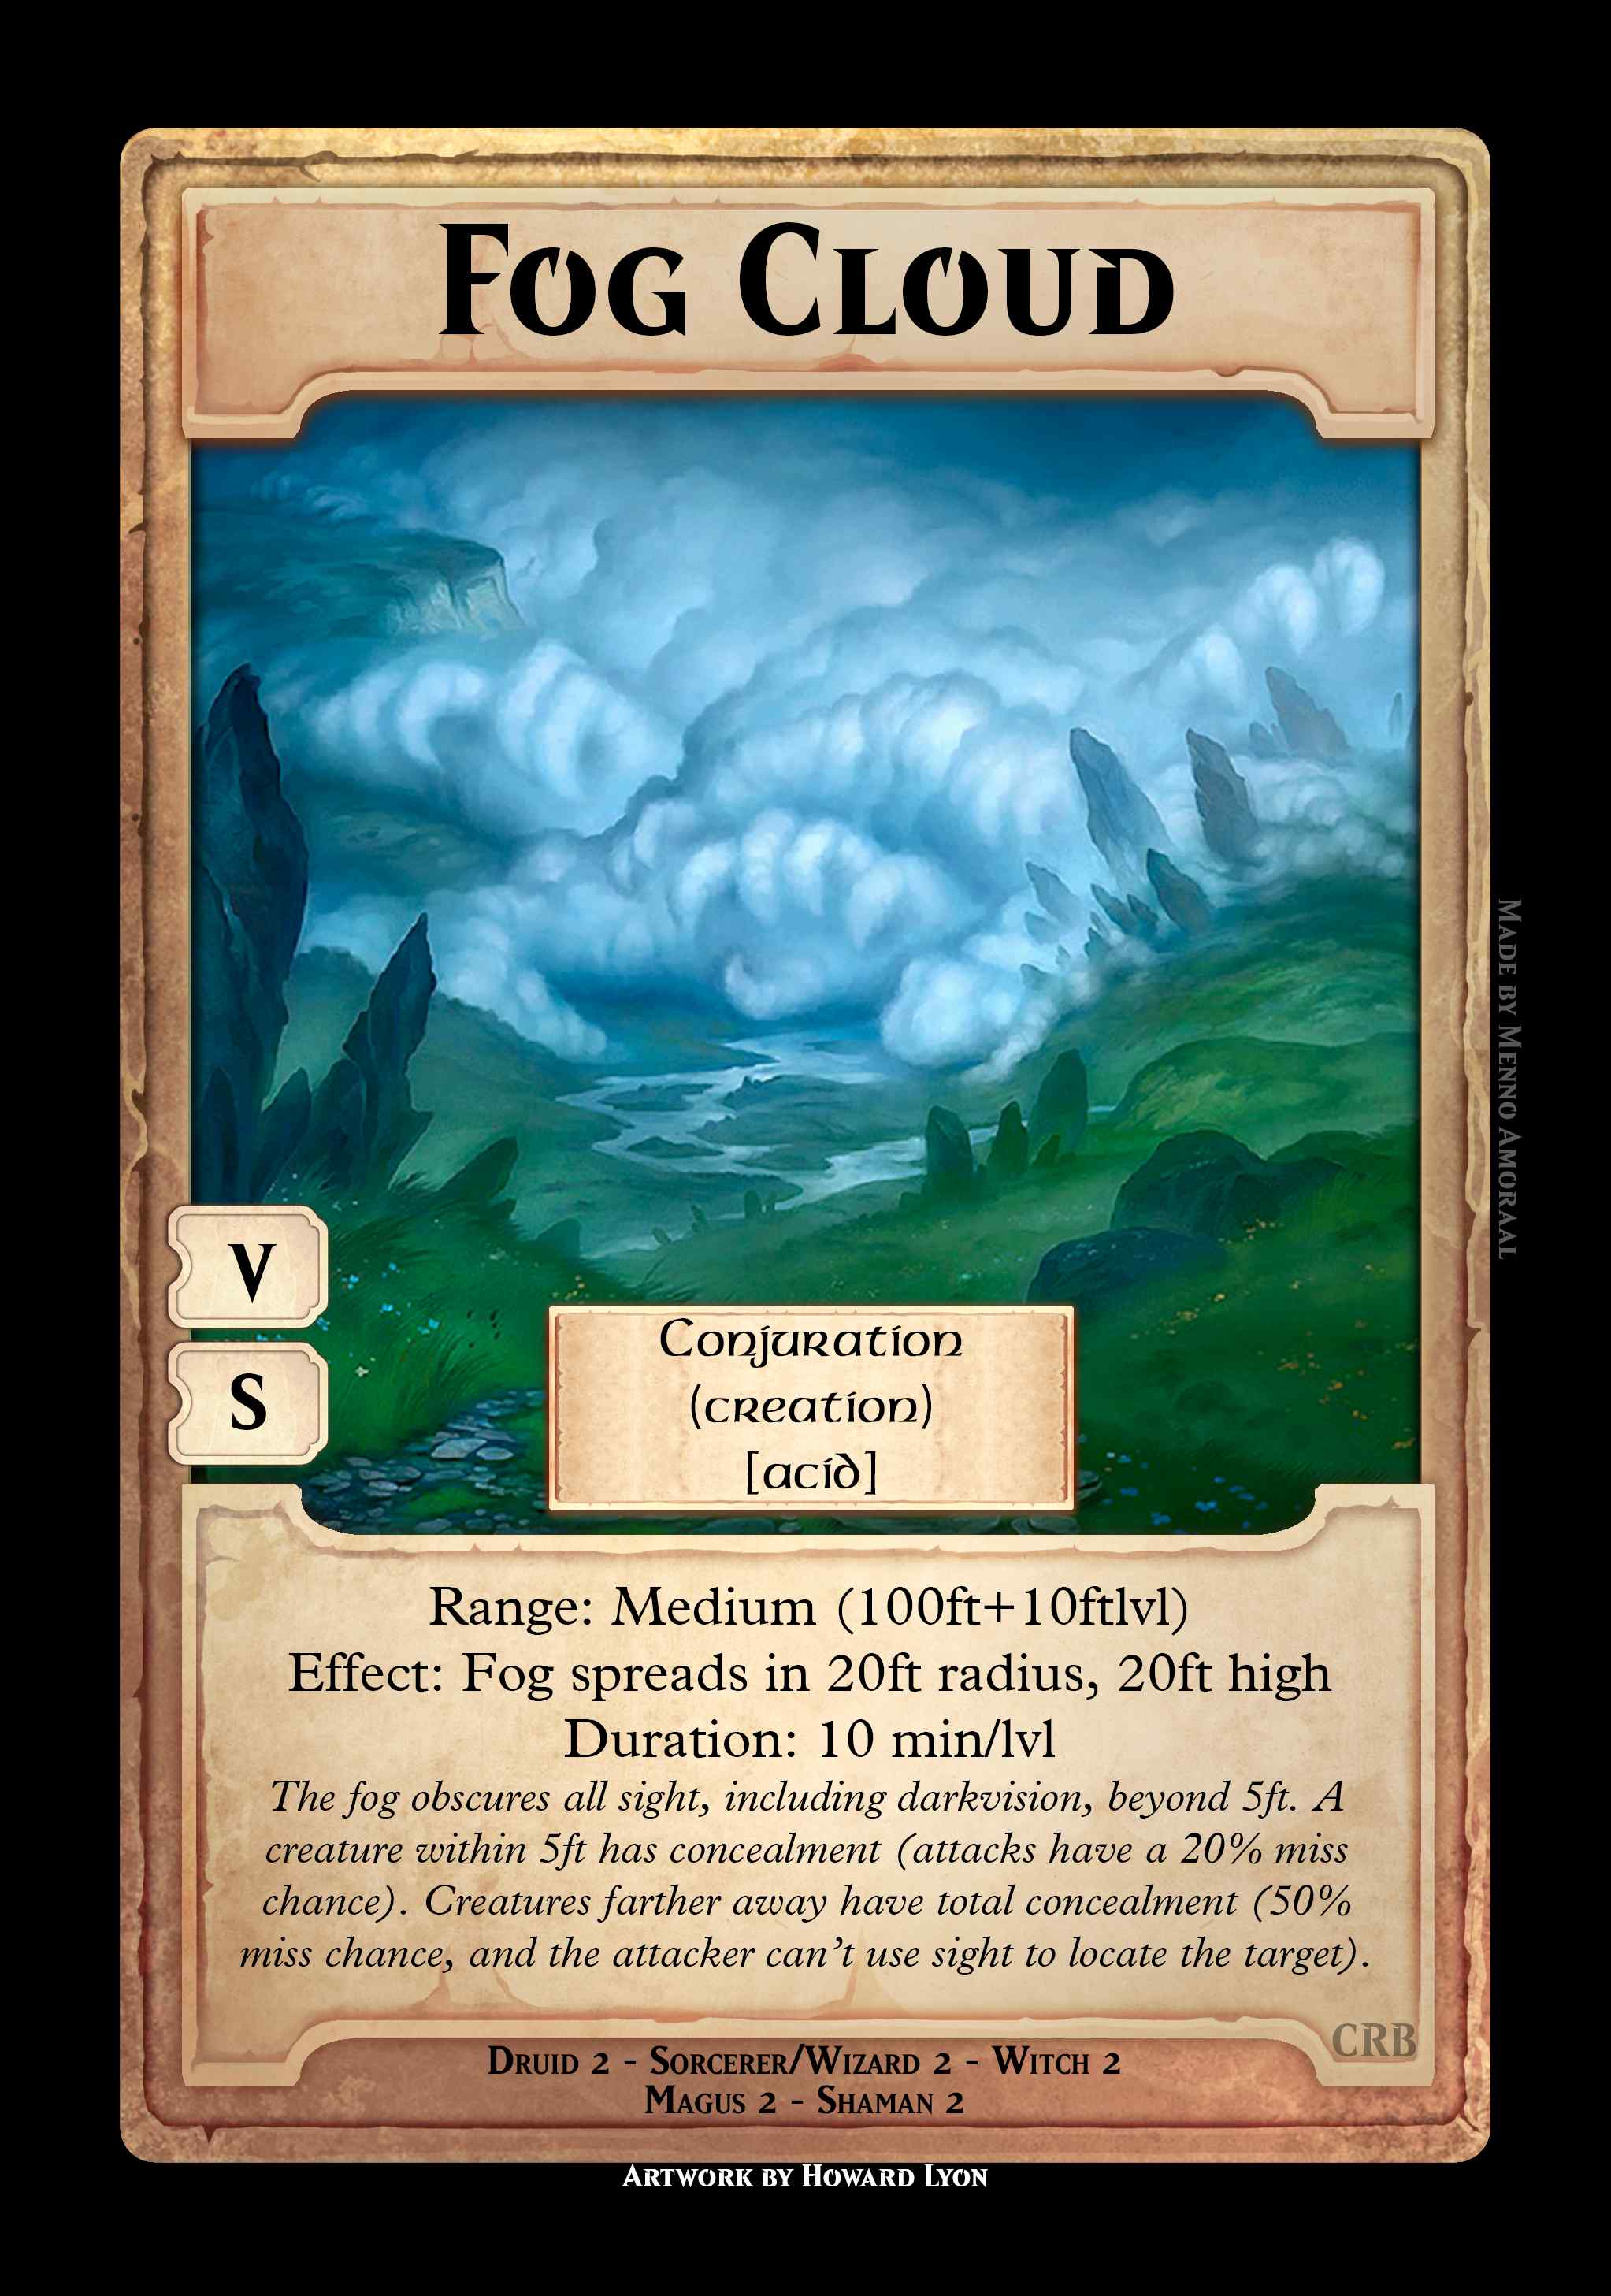 Fog Cloud
Made by Menno Amoraal
V
S
Conjuration
(creation)
[acid]
Range: Medium (100ft+10ftlvl)
Effect: Fog spreads in 20ft radius, 20ft high
Duration: 10 min/lvl
The fog obscures all sight, including darkvision, beyond 5ft. A
creature within 5ft has concealment (attacks have a 20% miss
chance). Creatures farther away have total concealment (50%
miss chance, and the attacker can't use sight to locate the target).
CRB
Druid 2 - Sorcerer/Wizard 2 - Witch 2
Magus 2 - Shaman 2
Artwork by Howard Lyon